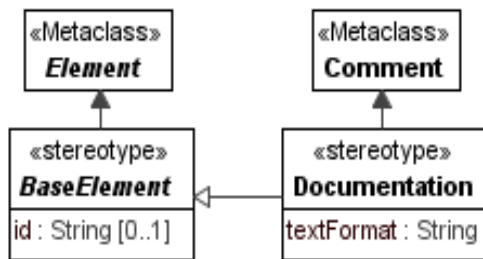 «Metaclass»
Element
«Metaclass»
Comment
«stereotype»
BaseElement
id : String [0..1]
«stereotype»
Documentation
textFormat : String